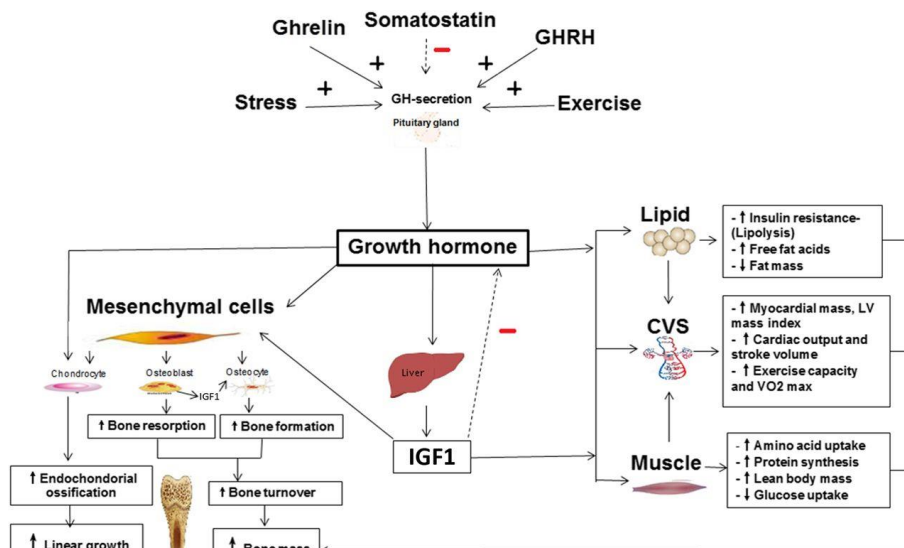 Somatostatin
Ghrelin
GHRH
−
+
+
Stress
+
GH-secretion
+
Exercise
Pituitary gland
Growth hormone
Lipid
- ↑ Insulin resistance-
(Lipolysis)
- ↑ Free fat acids
- ↓ Fat mass
Mesenchymal cells
−
CVS
- ↑ Myocardial mass, LV
mass index
- ↑ Cardiac output and
stroke volume
- ↑ Exercise capacity
and VO2 max
Chondrocyte
Osteoblast
Osteocyte
IGF1
Liver
↑ Bone resorption
↑ Bone formation
IGF1
Muscle
- ↑ Amino acid uptake
- ↑ Protein synthesis
- ↑ Lean body mass
- ↓ Glucose uptake
↑ Endochondorial
ossification
↑ Bone turnover
↑ Linear growth
↑ Bone mass